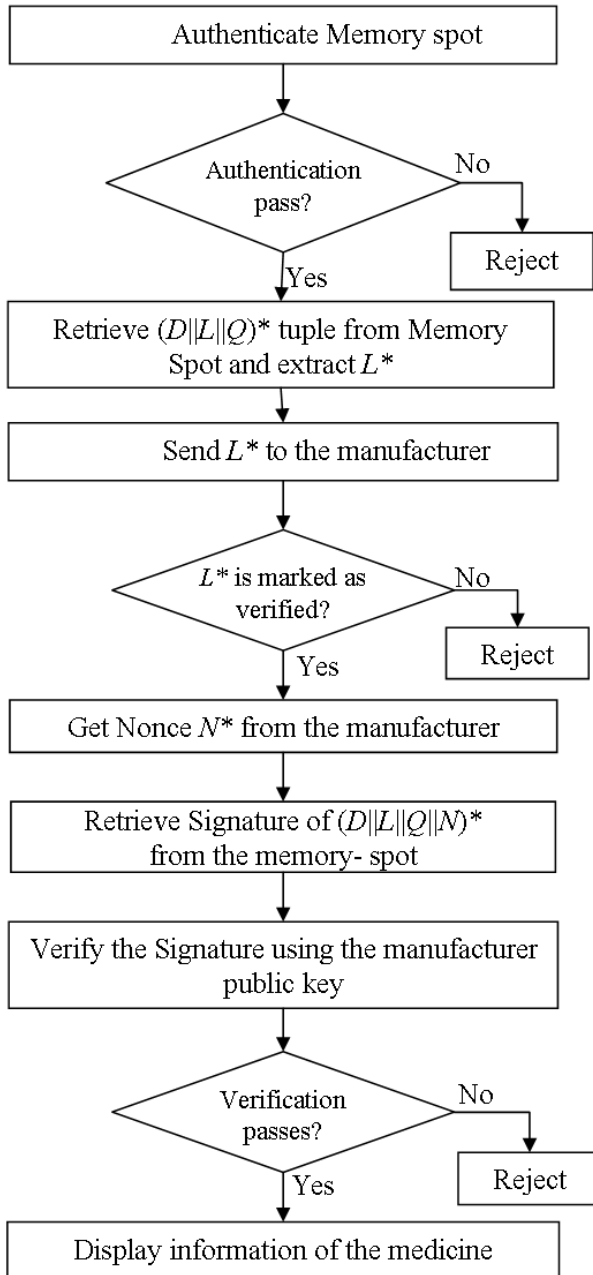 Authenticate Memory spot
Authentication
pass?
No
Reject
Yes
Retrieve (D||L||Q)* tuple from Memory
Spot and extract L*
Send L* to the manufacturer
L* is marked as
verified?
No
Reject
Yes
Get Nonce N* from the manufacturer
Retrieve Signature of (D||L||Q||N)*
from the memory- spot
Verify the Signature using the manufacturer
public key
Verification
passes?
No
Reject
Yes
Display information of the medicine